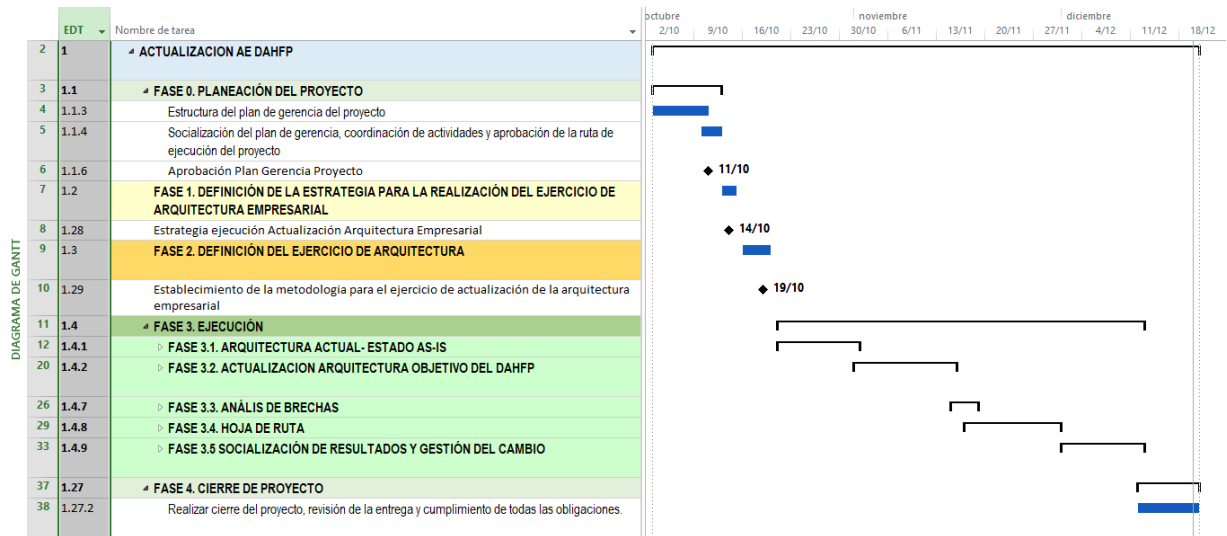 octubre noviembre diciembre
EDT Nombre de tarea 2/10 9/10 16/10 23/10 30/10 6/11 13/11 20/11 27/11 4/12 11/12 18/12
2 1 ACTUALIZACION AE DAHFP
3 1.1 FASE 0. PLANEACIÓN DEL PROYECTO
4 1.1.3 Estructura del plan de gerencia del proyecto
5 1.1.4 Socialización del plan de gerencia, coordinación de actividades y aprobación de la ruta de
ejecución del proyecto
6 1.1.6 Aprobación Plan Gerencia Proyecto 11/10
7 1.2 FASE 1. DEFINICIÓN DE LA ESTRATEGIA PARA LA REALIZACIÓN DEL EJERCICIO DE
ARQUITECTURA EMPRESARIAL
8 1.28 Estrategia ejecución Actualización Arquitectura Empresarial 14/10
9 1.3 FASE 2. DEFINICIÓN DEL EJERCICIO DE ARQUITECTURA
10 1.29 Establecimiento de la metodologia para el ejercicio de actualización de la arquitectura 19/10
empresarial
11 1.4 FASE 3. EJECUCIÓN
12 1.4.1 FASE 3.1. ARQUITECTURA ACTUAL- ESTADO AS-IS
20 1.4.2 FASE 3.2. ACTUALIZACION ARQUITECTURA OBJETIVO DEL DAHFP
26 1.4.7 FASE 3.3. ANÁLIS DE BRECHAS
29 1.4.8 FASE 3.4. HOJA DE RUTA
33 1.4.9 FASE 3.5 SOCIALIZACIÓN DE RESULTADOS Y GESTIÓN DEL CAMBIO
37 1.27 FASE 4. CIERRE DE PROYECTO
38 1.27.2 Realizar cierre del proyecto, revisión de la entrega y cumplimiento de todas las obligaciones.
DIAGRAMA DE GANTT